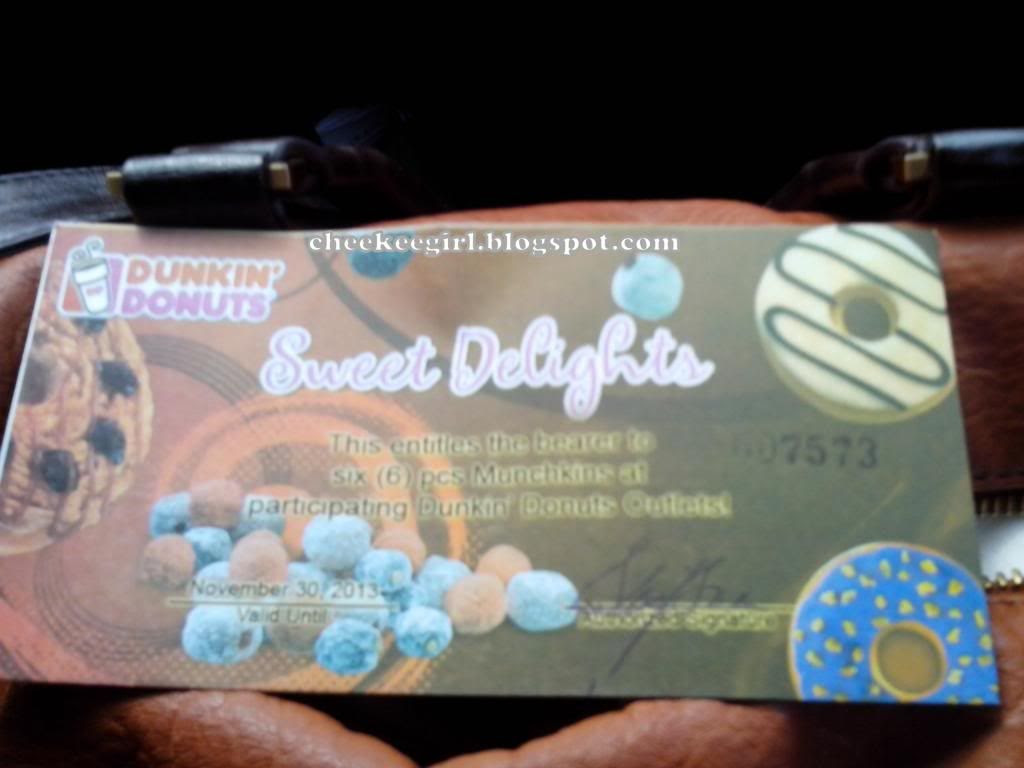 cheekeegirl.blogspot.com
DUNKIN'
DONUTS
Sweet Delights
This entitles the bearer to
six (6) pcs Munchkins at
participating Dunkin' Donuts Outlets!
07573
November 30, 2013
Valid Until
Authorized Signature